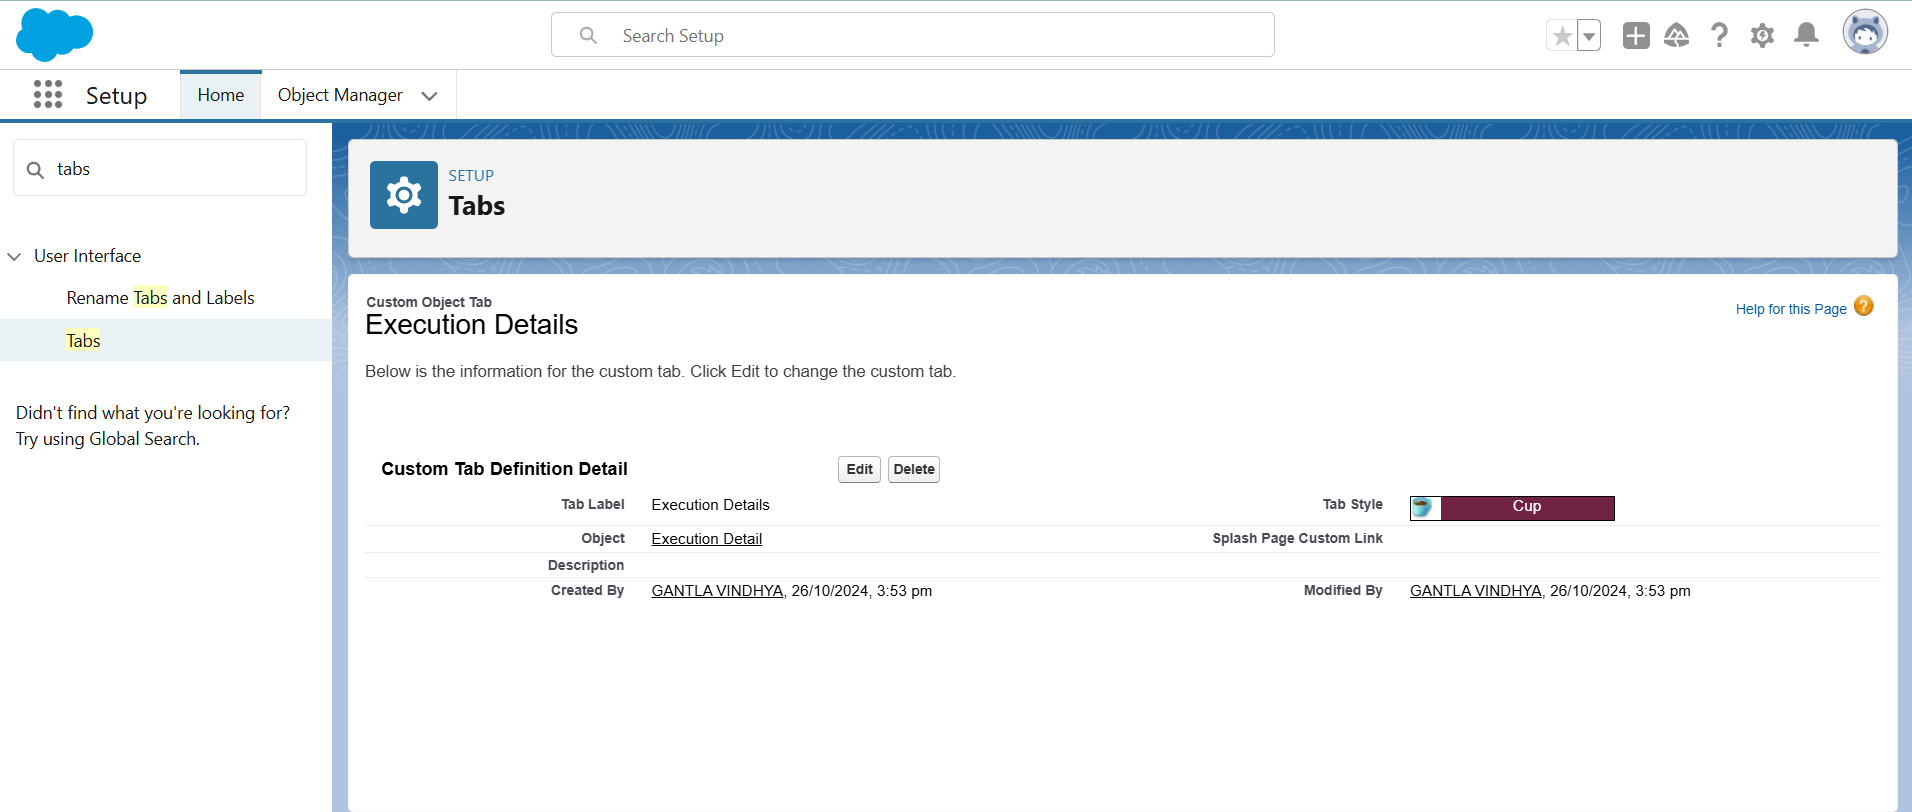 Search Setup
Setup
Home
Object Manager
tabs
User Interface
Rename Tabs and Labels
Tabs
Didn't find what you're looking for?
Try using Global Search.
SETUP
Tabs
Custom Object Tab
Execution Details
Help for this Page
Below is the information for the custom tab. Click Edit to change the custom tab.
Custom Tab Definition Detail Edit Delete
Tab Label Execution Details Tab Style Cup
Object Execution Detail Splash Page Custom Link
Description
Created By GANTLA VINDHYA, 26/10/2024, 3:53 pm Modified By GANTLA VINDHYA, 26/10/2024, 3:53 pm